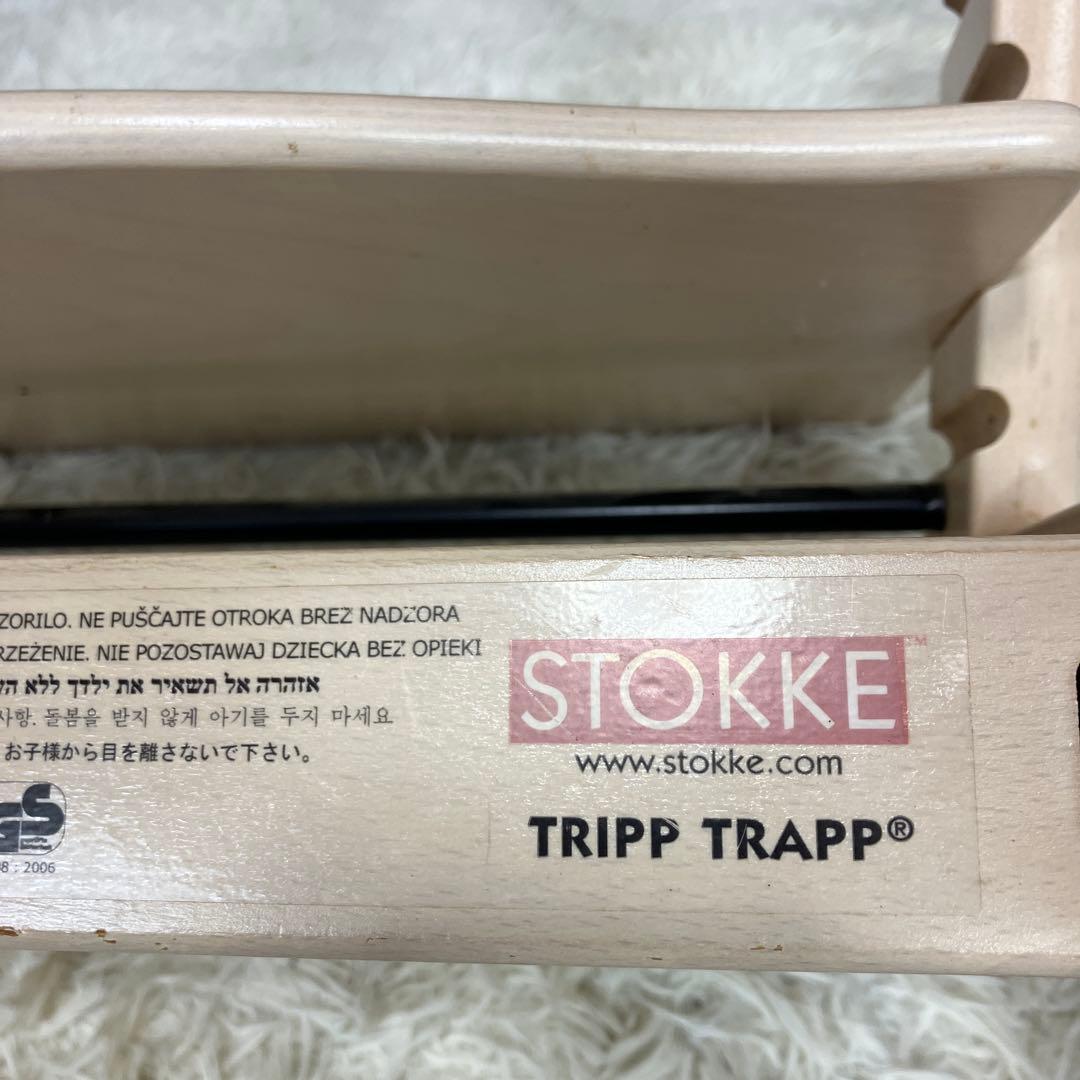 ZORILO. NE PUŠČAJTE OTROKA BREZ NADZORA
RZEŻENIE. NIE POZOSTAWAJ DZIECKA BEZ OPIEKI
אזהרה אל תשאיר את ילדך ללא
사항. 돌봄을 받지 않게 아기를 두지 마세요
お子様から目を離さないで下さい。
GS
: 2006
STOKKE™
www.stokke.com
TRIPP TRAPP®